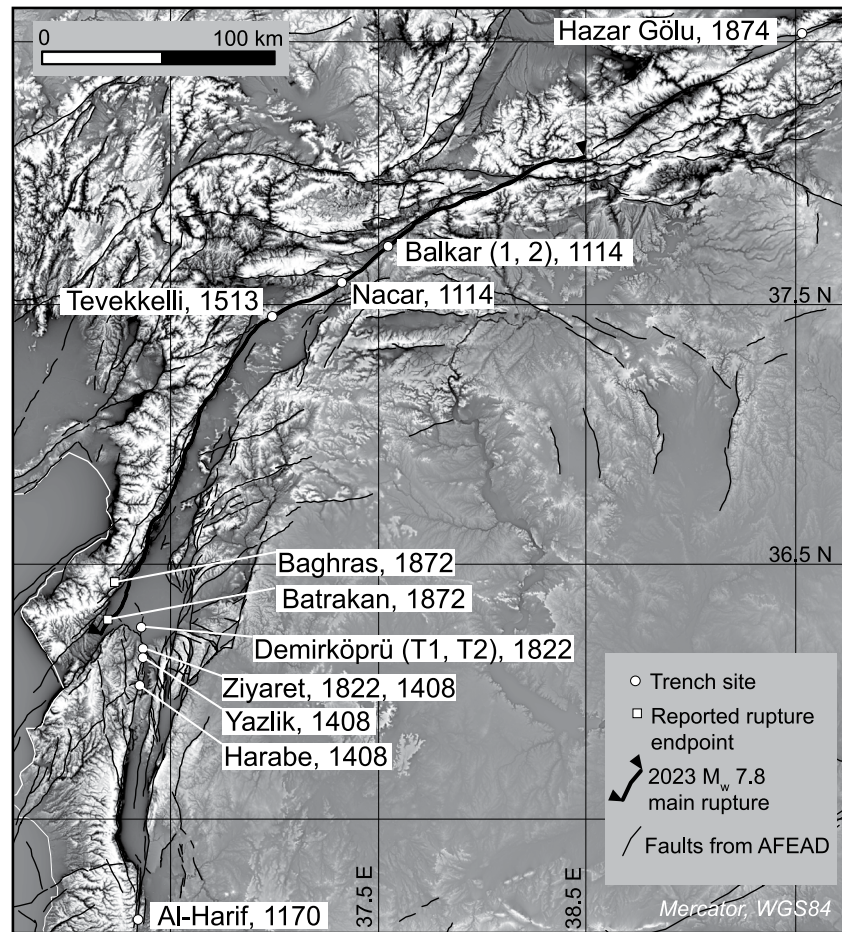 0 100 km
Hazar Gölu, 1874
Balkar (1, 2), 1114
Nacar, 1114
Tevekkelli, 1513
37.5 N
36.5 N
Baghras, 1872
Batrakan, 1872
Demirköprü (T1, T2), 1822
Ziyaret, 1822, 1408
Yazlik, 1408
Harabe, 1408
Trench site
Reported rupture
endpoint
2023 Mw 7.8
main rupture
Faults from AFEAD
37.5 E
38.5 E
Al-Harif, 1170
Mercator, WGS84